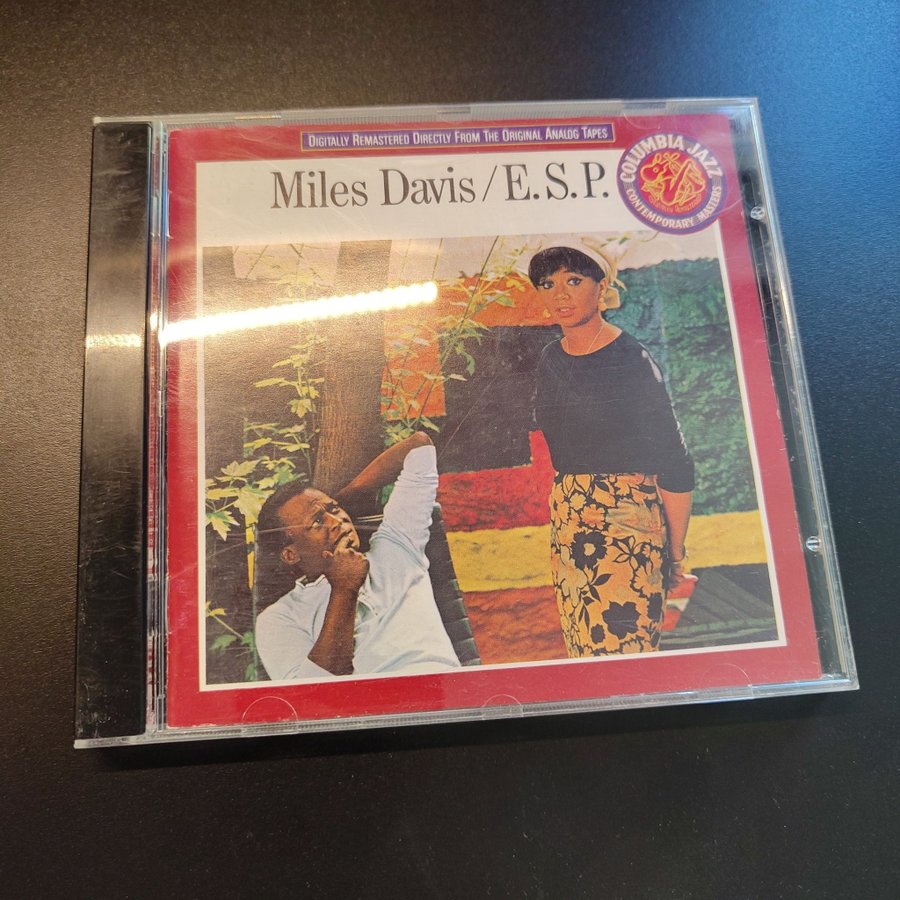 DIGITALLY REMASTERED DIRECTLY FROM THE ORIGINAL ANALOG TAPES
Miles Davis/E.S.P.
COLUMBIA JAZZ
CONTEMPORARY MASTERS